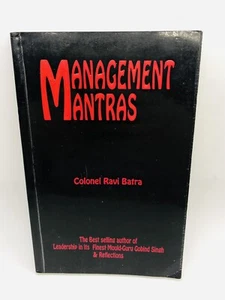 MANAGEMENT
MANTRAS
Colonel Ravi Batra
The Best selling author of
'Leadership in its Finest Mould-Guru Gobind Singh
& Reflections